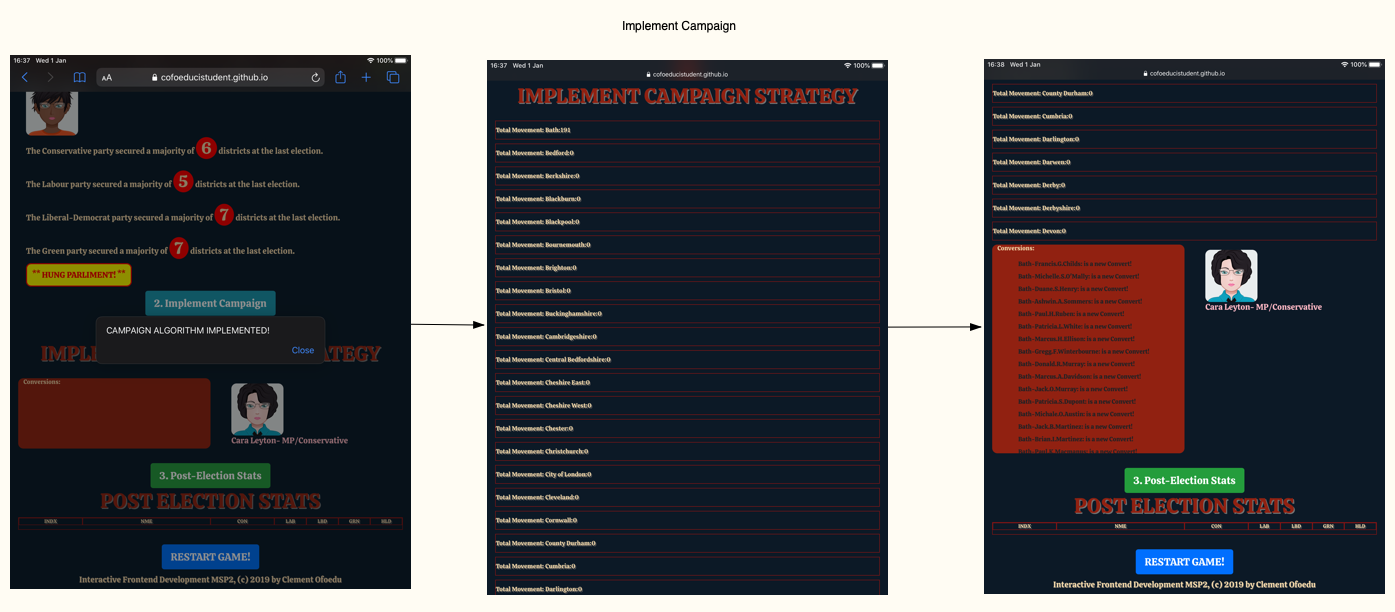 Implement Campaign
16:37 Wed 1 Jan
100%
AA
cofoeducistudent.github.io
The Conservative party secured a majority of 6 districts at the last election.
The Labour party secured a majority of 5 districts at the last election.
The Liberal-Democrat party secured a majority of 7 districts at the last election.
The Green party secured a majority of 7 districts at the last election.
** HUNG PARLIMENT! **
2. Implement Campaign
CAMPAIGN ALGORITHM IMPLEMENTED!
Close
IMPL
TEGY
Conversions:
Cara Leyton- MP/Conservative
3. Post-Election Stats
POST ELECTION STATS
INDX NME CON LAB LBD GRN HLD
RESTART GAME!
Interactive Frontend Development MSP2, (c) 2019 by Clement Ofoedu
16:37 Wed 1 Jan
100%
cofoeducistudent.github.io
IMPLEMENT CAMPAIGN STRATEGY
Total Movement: Bath:191
Total Movement: Bedford:0
Total Movement: Berkshire:0
Total Movement: Blackburn:0
Total Movement: Blackpool:0
Total Movement: Bournemouth:0
Total Movement: Brighton:0
Total Movement: Bristol:0
Total Movement: Buckinghamshire:0
Total Movement: Cambridgeshire:0
Total Movement: Central Bedfordshire:0
Total Movement: Cheshire East:0
Total Movement: Cheshire West:0
Total Movement: Chester:0
Total Movement: Christchurch:0
Total Movement: City of London:0
Total Movement: Cleveland:0
Total Movement: Cornwall:0
Total Movement: County Durham:0
Total Movement: Cumbria:0
Total Movement: Darlington:0
16:38 Wed 1 Jan
100%
cofoeducistudent.github.io
Total Movement: County Durham:0
Total Movement: Cumbria:0
Total Movement: Darlington:0
Total Movement: Darwen:0
Total Movement: Derby:0
Total Movement: Derbyshire:0
Total Movement: Devon:0
Conversions:
Bath-Francis.G.Childs: is a new Convert!
Bath-Michelle.S.O'Mally: is a new Convert!
Bath-Susan.S.Henry: is a new Convert!
is a new Convert!
Bath-Paul.H. is a new Convert!
Bath-Patricia.L.White: is a new Convert!
Bath-Marcus.H.Ellison: is a new Convert!
Bath-Gregg.P.Winterbourne: is a new Convert!
Bath-Donald.R.Murray: is a new Convert!
Bath-Marcus.A.Davidson: is a new Convert!
Bath-Jack.O.Murray: is a new Convert!
Bath-Patricia.S.Dupont: is a new Convert!
Bath-Michale.O.Austin: is a new Convert!
Bath-Jack.B.Martinez: is a new Convert!
Bath-Brian.I.Martinez: is a new Convert!
is a new Convert!
Cara Leyton- MP/Conservative
3. Post-Election Stats
POST ELECTION STATS
INDX NME CON LAB LBD GRN HLD
RESTART GAME!
Interactive Frontend Development MSP2, (c) 2019 by Clement Ofoedu